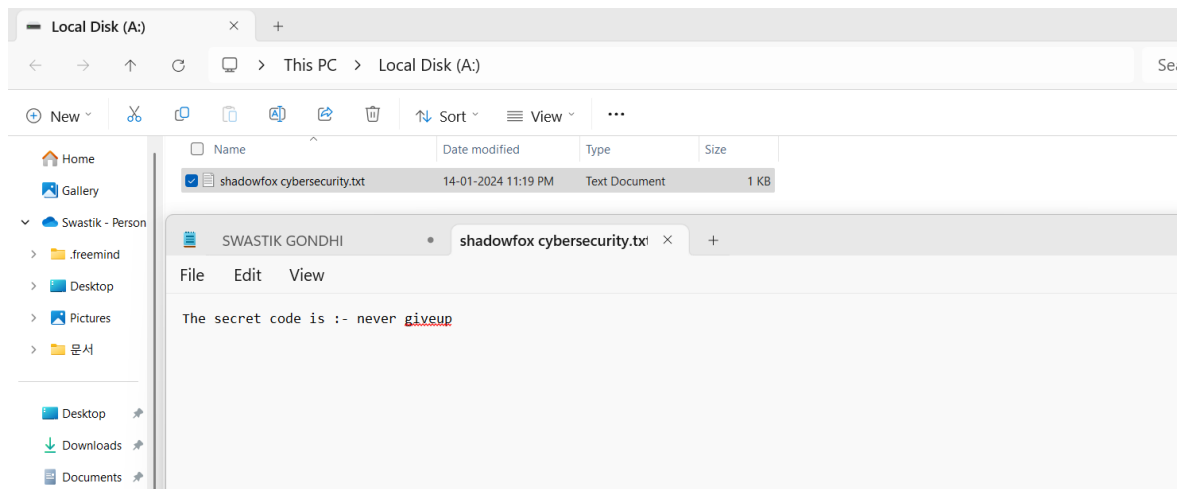 Local Disk (A:)
This PC > Local Disk (A:)
New
Sort
View
Name Date modified Type Size
shadowfox cybersecurity.txt 14-01-2024 11:19 PM Text Document 1 KB
Home
Gallery
Swastik - Person
.freemind
Desktop
Pictures
문서
Desktop
Downloads
Documents
SWASTIK GONDHI shadowfox cybersecurity.txt
File Edit View
The secret code is :- never giveup